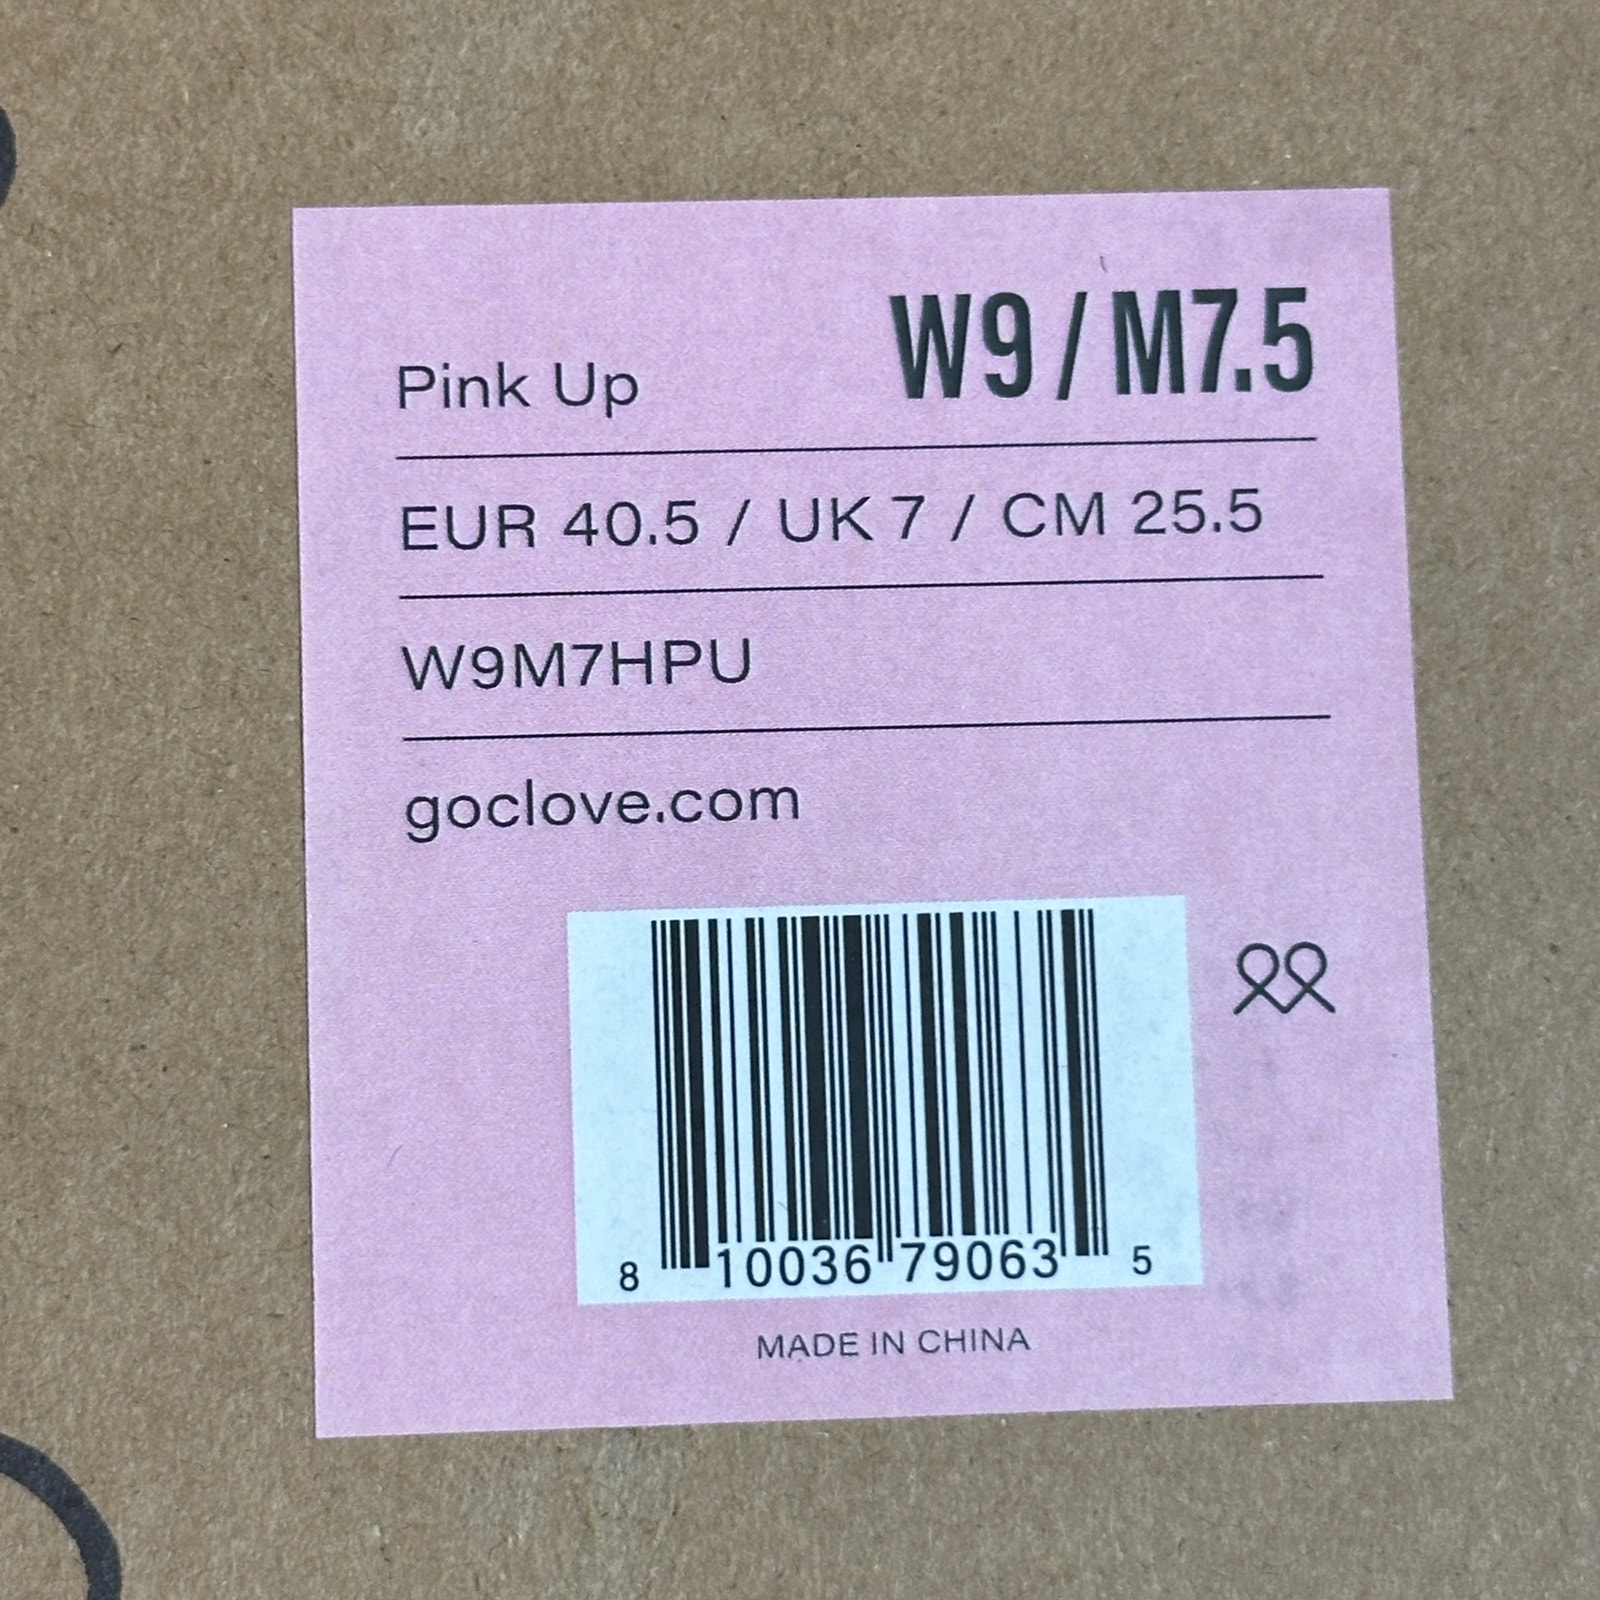 Pink Up W9 / M7.5
EUR 40.5 / UK 7 / CM 25.5
W9M7HPU
goclove.com
8 10036 79063 5
MADE IN CHINA